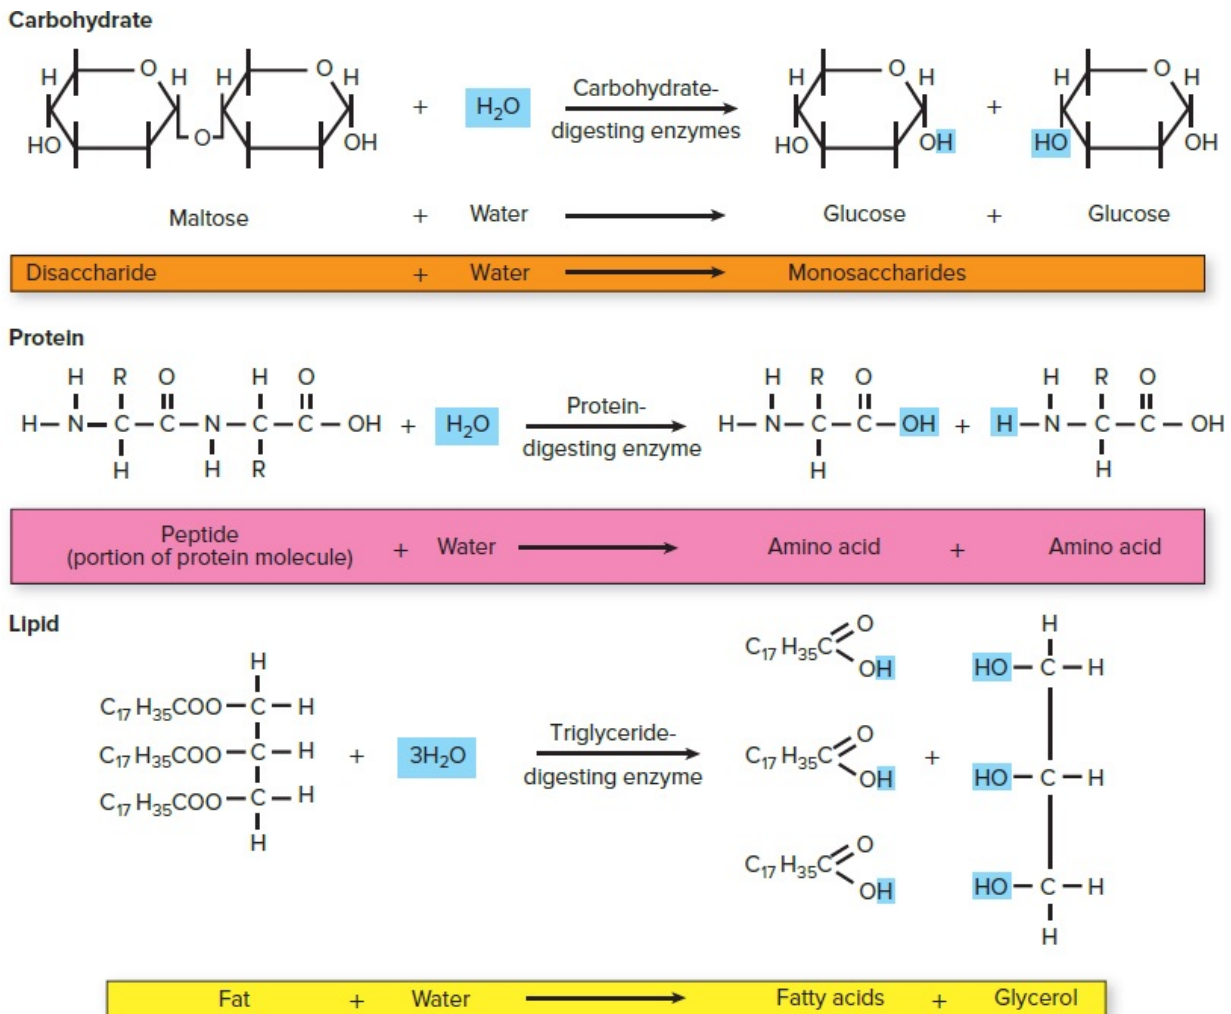 Carbohydrate
H O H H O H H O H H O H
HO O OH + H₂O Carbohydrate-
digesting enzymes HO OH + HO OH
Maltose + Water Glucose + Glucose
Disaccharide + Water Monosaccharides
Protein
H R O H O H R O H R O
H N C C N C C OH + H₂O Protein-
digesting enzyme H N C C OH + H N C C OH
H H R H H
Peptide
(portion of protein molecule) + Water Amino acid + Amino acid
Lipid
H
C₁₇H₃₅COO C H
C₁₇H₃₅COO C H
C₁₇H₃₅COO C H
H
+ 3H₂O
Triglyceride-
digesting enzyme
C₁₇H₃₅C O
OH
C₁₇H₃₅C O
OH
C₁₇H₃₅C O
OH
+
H
HO C H
HO C H
HO C H
H
Fat + Water Fatty acids + Glycerol